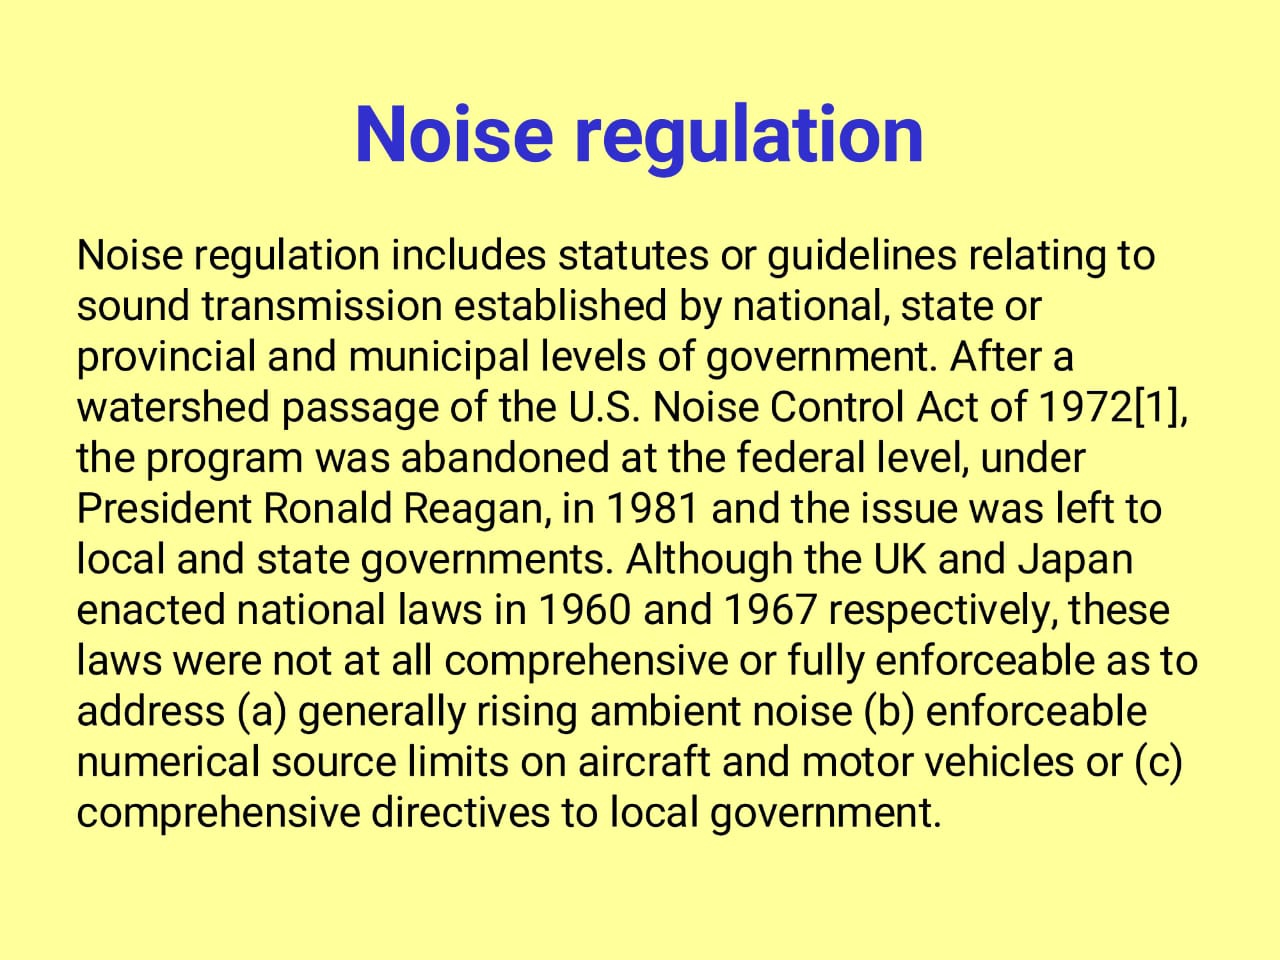 Noise regulation
Noise regulation includes statutes or guidelines relating to
sound transmission established by national, state or
provincial and municipal levels of government. After a
watershed passage of the U.S. Noise Control Act of 1972[1],
the program was abandoned at the federal level, under
President Ronald Reagan, in 1981 and the issue was left to
local and state governments. Although the UK and Japan
enacted national laws in 1960 and 1967 respectively, these
laws were not at all comprehensive or fully enforceable as to
address (a) generally rising ambient noise (b) enforceable
numerical source limits on aircraft and motor vehicles or (c)
comprehensive directives to local government.